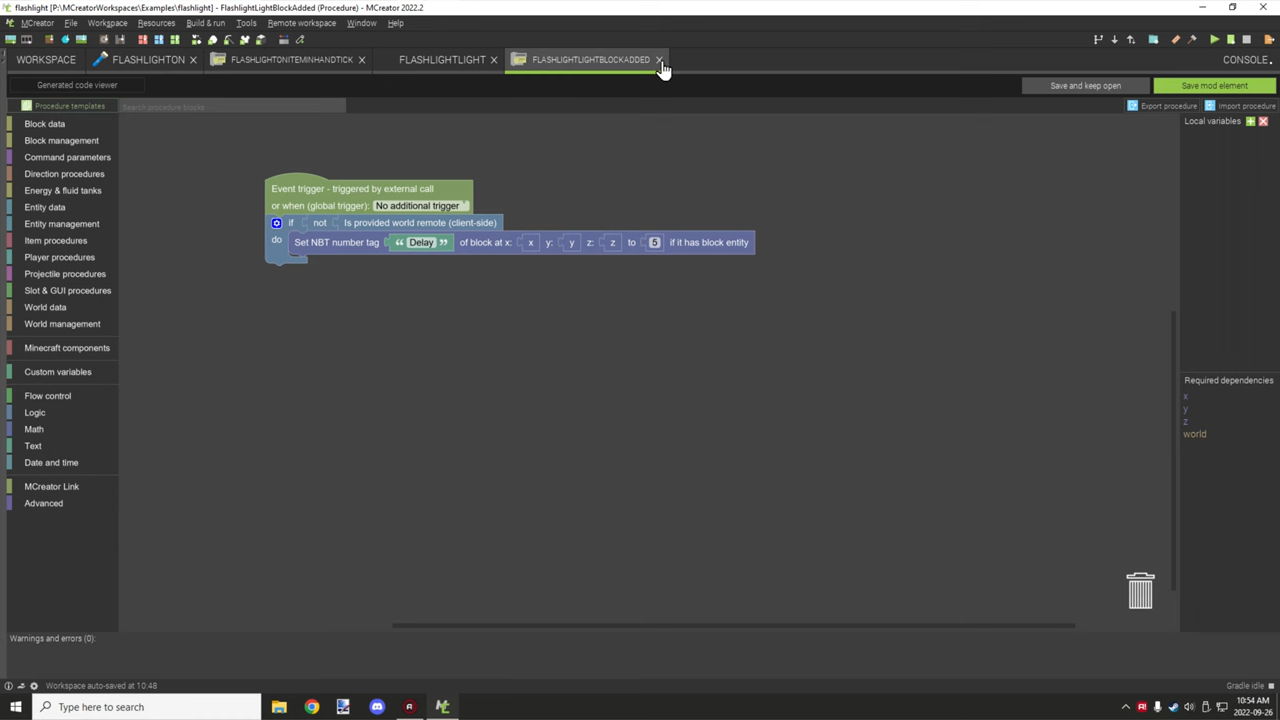 flashlight [P:\MCreatorWorkspaces\Examples\flashlight] - FlashlightLightBlockAdded (Procedure) - MCreator 2022.2
MCreator File Workspace Resources Build & run Tools Remote workspace Window Help
WORKSPACE FLASHLIGHTON FLASHLIGHTONITEMINHANDTICK FLASHLIGHTLIGHT FLASHLIGHTLIGHTBLOCKADDED CONSOLE
Generated code viewer Save and keep open Save mod element
Procedure templates Search procedure blocks Export procedure Import procedure
Block data
Block management
Command parameters
Direction procedures
Energy & fluid tanks
Entity data
Entity management
Item procedures
Player procedures
Projectile procedures
Slot & GUI procedures
World data
World management
Minecraft components
Custom variables
Flow control
Logic
Math
Text
Date and time
MCreator Link
Advanced
Event trigger - triggered by external call
or when (global trigger): No additional trigger
if not Is provided world remote (client-side)
do Set NBT number tag “ Delay ” of block at x: x y: y z: z to 5 if it has block entity
Local variables
Required dependencies
x
y
z
world
Warnings and errors (0):
Workspace auto-saved at 10:48 Gradle idle
Type here to search
10:54 AM
2022-09-26